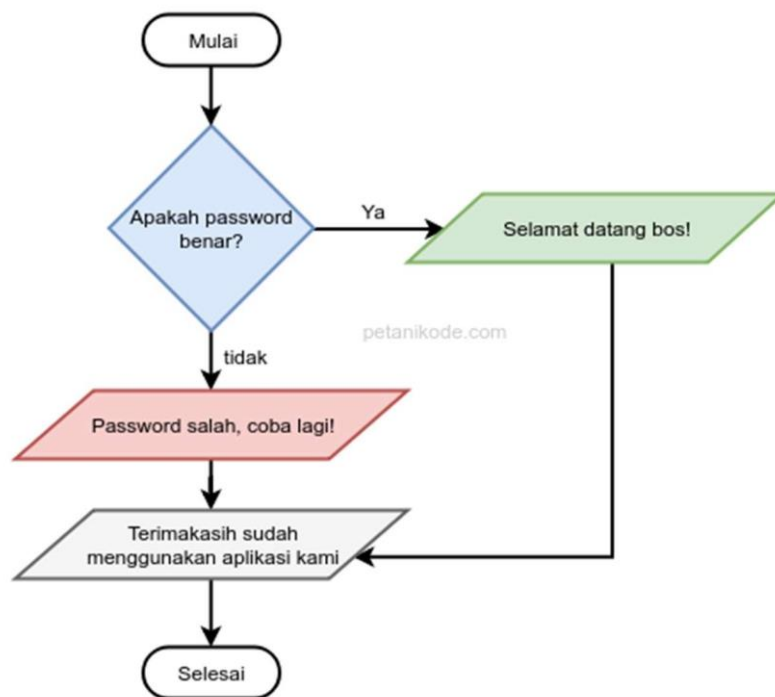 Mulai
Apakah password
benar?
Ya
Selamat datang bos!
petanikode.com
tidak
Password salah, coba lagi!
Terimakasih sudah
menggunakan aplikasi kami
Selesai